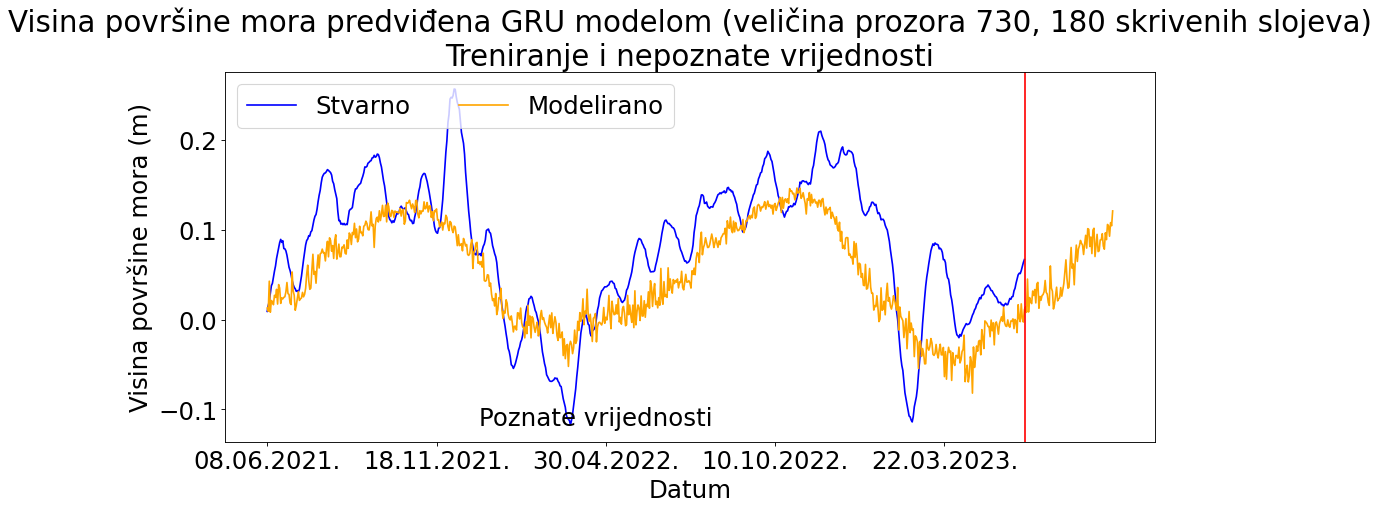 Visina površine mora predviđena GRU modelom (veličina prozora 730, 180 skrivenih slojeva)
Treniranje i nepoznate vrijednosti
Stvarno Modelirano
Visina površine mora (m)
0.2
0.1
0.0
−0.1
Poznate vrijednosti
08.06.2021. 18.11.2021. 30.04.2022. 10.10.2022. 22.03.2023.
Datum